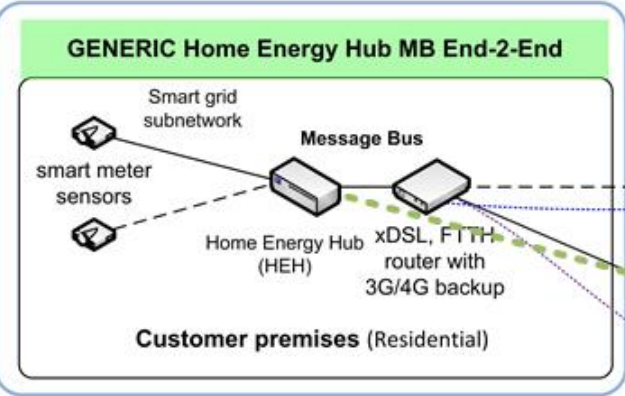 GENERIC Home Energy Hub MB End-2-End
Smart grid
subnetwork
Message Bus
smart meter
sensors
Home Energy Hub
(HEH)
xDSL, FTTH
router with
3G/4G backup
Customer premises (Residential)